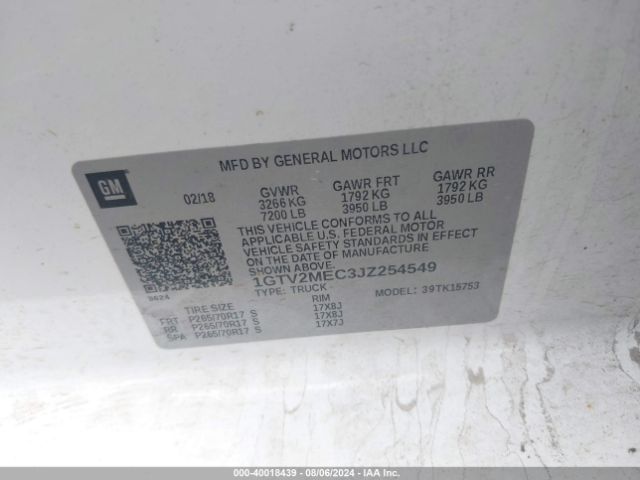 MFD BY GENERAL MOTORS LLC
GM
02/18
GVWR
3266 KG
7200 LB
GAWR FRT
1792 KG
3950 LB
GAWR RR
1792 KG
3950 LB
THIS VEHICLE CONFORMS TO ALL
APPLICABLE U.S. FEDERAL MOTOR
VEHICLE SAFETY STANDARDS IN EFFECT
ON THE DATE OF MANUFACTURE
SHOWN ABOVE.
1GTV2MEC3JZ254549
9624
TYPE: TRUCK
MODEL: 39TK15753
TIRE SIZE RIM
FRT P265/70R17 S 17X8J
RR P265/70R17 S 17X8J
SPA P265/70R17 S 17X7J
000-40018439 - 08/06/2024 - IAA Inc.